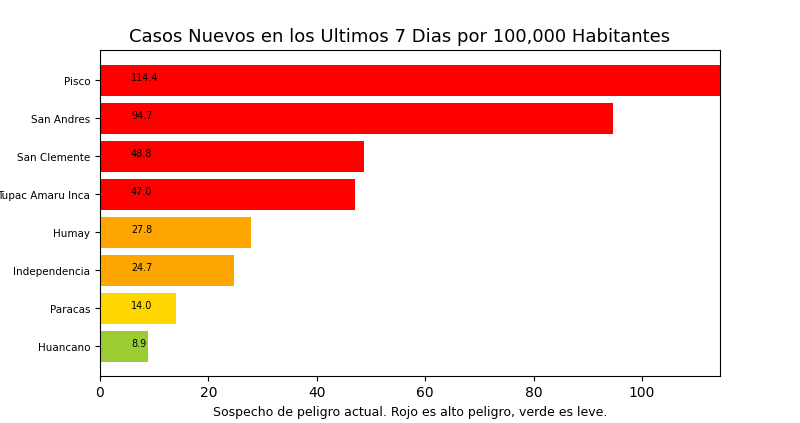 Casos Nuevos en los Ultimos 7 Dias por 100,000 Habitantes
Pisco 114.4
San Andres 94.7
San Clemente 48.8
Tupac Amaru Inca 47.0
Humay 27.8
Independencia 24.7
Paracas 14.0
Huancano 8.9
0 20 40 60 80 100
Sospecho de peligro actual. Rojo es alto peligro, verde es leve.